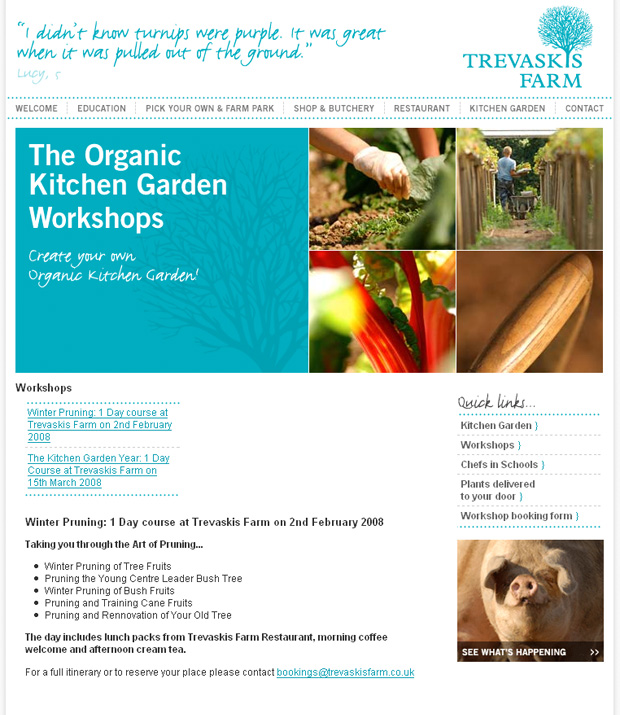 "I didn't know turnips were purple. It was great
when it was pulled out of the ground."
Lucy, 5
TREVASKIS
FARM
WELCOME EDUCATION PICK YOUR OWN & FARM PARK SHOP & BUTCHERY RESTAURANT KITCHEN GARDEN CONTACT
The Organic
Kitchen Garden
Workshops
Create your own
Organic Kitchen Garden!
Workshops
Winter Pruning: 1 Day course at
Trevaskis Farm on 2nd February
2008
The Kitchen Garden Year: 1 Day
Course at Trevaskis Farm on
15th March 2008
Quick links...
Kitchen Garden }
Workshops }
Chefs in Schools }
Plants delivered
to your door }
Workshop booking form }
SEE WHAT'S HAPPENING >>
Winter Pruning: 1 Day course at Trevaskis Farm on 2nd February 2008
Taking you through the Art of Pruning...
• Winter Pruning of Tree Fruits
• Pruning the Young Centre Leader Bush Tree
• Winter Pruning of Bush Fruits
• Pruning and Training Cane Fruits
• Pruning and Rennovation of Your Old Tree
The day includes lunch packs from Trevaskis Farm Restaurant, morning coffee
welcome and afternoon cream tea.
For a full itinerary or to reserve your place please contact bookings@trevaskisfarm.co.uk